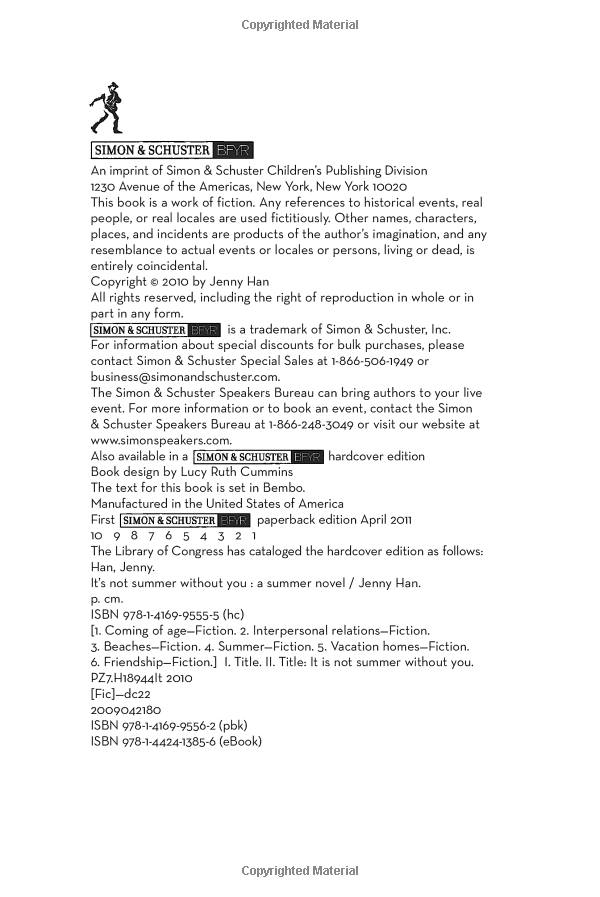 Copyrighted Material
SIMON & SCHUSTER BFYR
An imprint of Simon & Schuster Children's Publishing Division
1230 Avenue of the Americas, New York, New York 10020
This book is a work of fiction. Any references to historical events, real
people, or real locales are used fictitiously. Other names, characters,
places, and incidents are products of the author's imagination, and any
resemblance to actual events or locales or persons, living or dead, is
entirely coincidental.
Copyright © 2010 by Jenny Han
All rights reserved, including the right of reproduction in whole or in
part in any form.
SIMON & SCHUSTER BFYR is a trademark of Simon & Schuster, Inc.
For information about special discounts for bulk purchases, please
contact Simon & Schuster Special Sales at 1-866-506-1949 or
business@simonandschuster.com.
The Simon & Schuster Speakers Bureau can bring authors to your live
event. For more information or to book an event, contact the Simon
& Schuster Speakers Bureau at 1-866-248-3049 or visit our website at
www.simonspeakers.com.
Also available in a SIMON & SCHUSTER BFYR hardcover edition
Book design by Lucy Ruth Cummins
The text for this book is set in Bembo.
Manufactured in the United States of America
First SIMON & SCHUSTER BFYR paperback edition April 2011
10 9 8 7 6 5 4 3 2 1
The Library of Congress has cataloged the hardcover edition as follows:
Han, Jenny.
It's not summer without you : a summer novel / Jenny Han.
p. cm.
ISBN 978-1-4169-9555-5 (hc)
[1. Coming of age—Fiction. 2. Interpersonal relations—Fiction.
3. Beaches—Fiction. 4. Summer—Fiction. 5. Vacation homes—Fiction.
6. Friendship—Fiction.] I. Title. II. Title: It is not summer without you.
PZ7.H18944It 2010
[Fic]—dc22
2009042180
ISBN 978-1-4169-9556-2 (pbk)
ISBN 978-1-4424-1385-6 (eBook)
Copyrighted Material